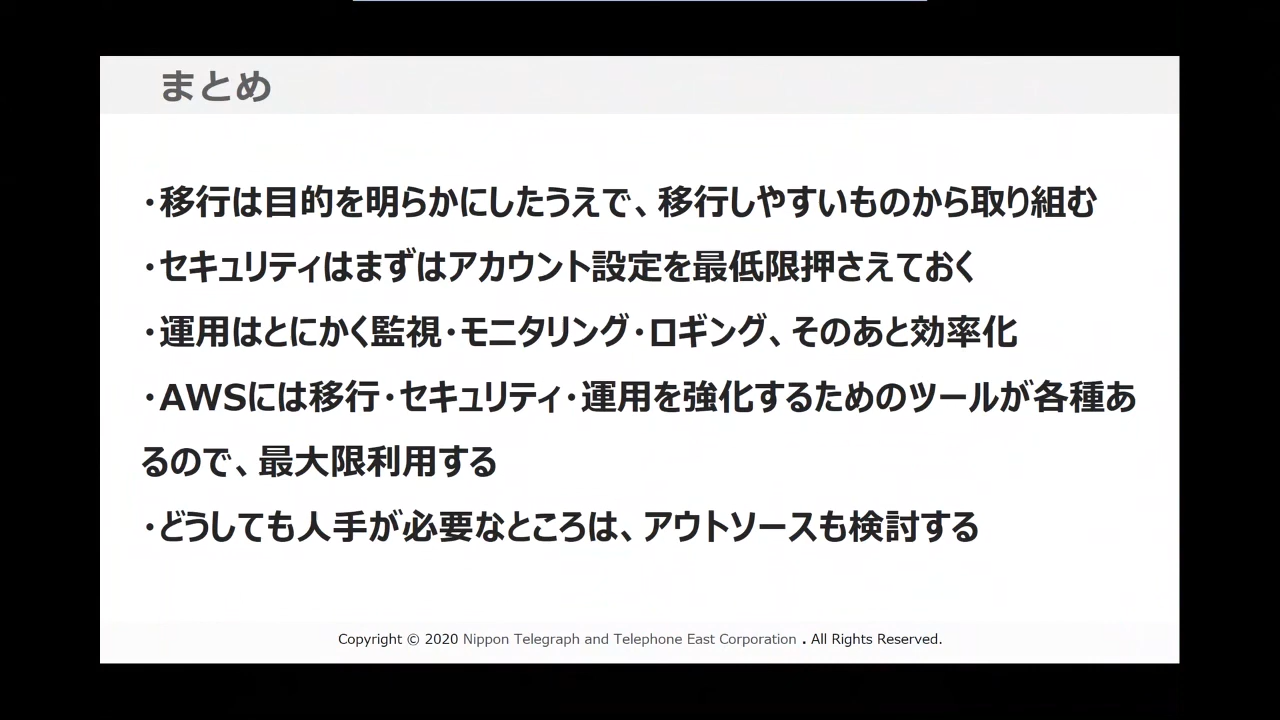 まとめ
・移行は目的を明らかにしたうえで、移行しやすいものから取り組む
・セキュリティはまずはアカウント設定を最低限押さえておく
・運用はとにかく監視・モニタリング・ロギング、そのあと効率化
・AWSには移行・セキュリティ・運用を強化するためのツールが各種あ
るので、最大限利用する
・どうしても人手が必要なところは、アウトソースも検討する
Copyright © 2020 Nippon Telegraph and Telephone East Corporation . All Rights Reserved.